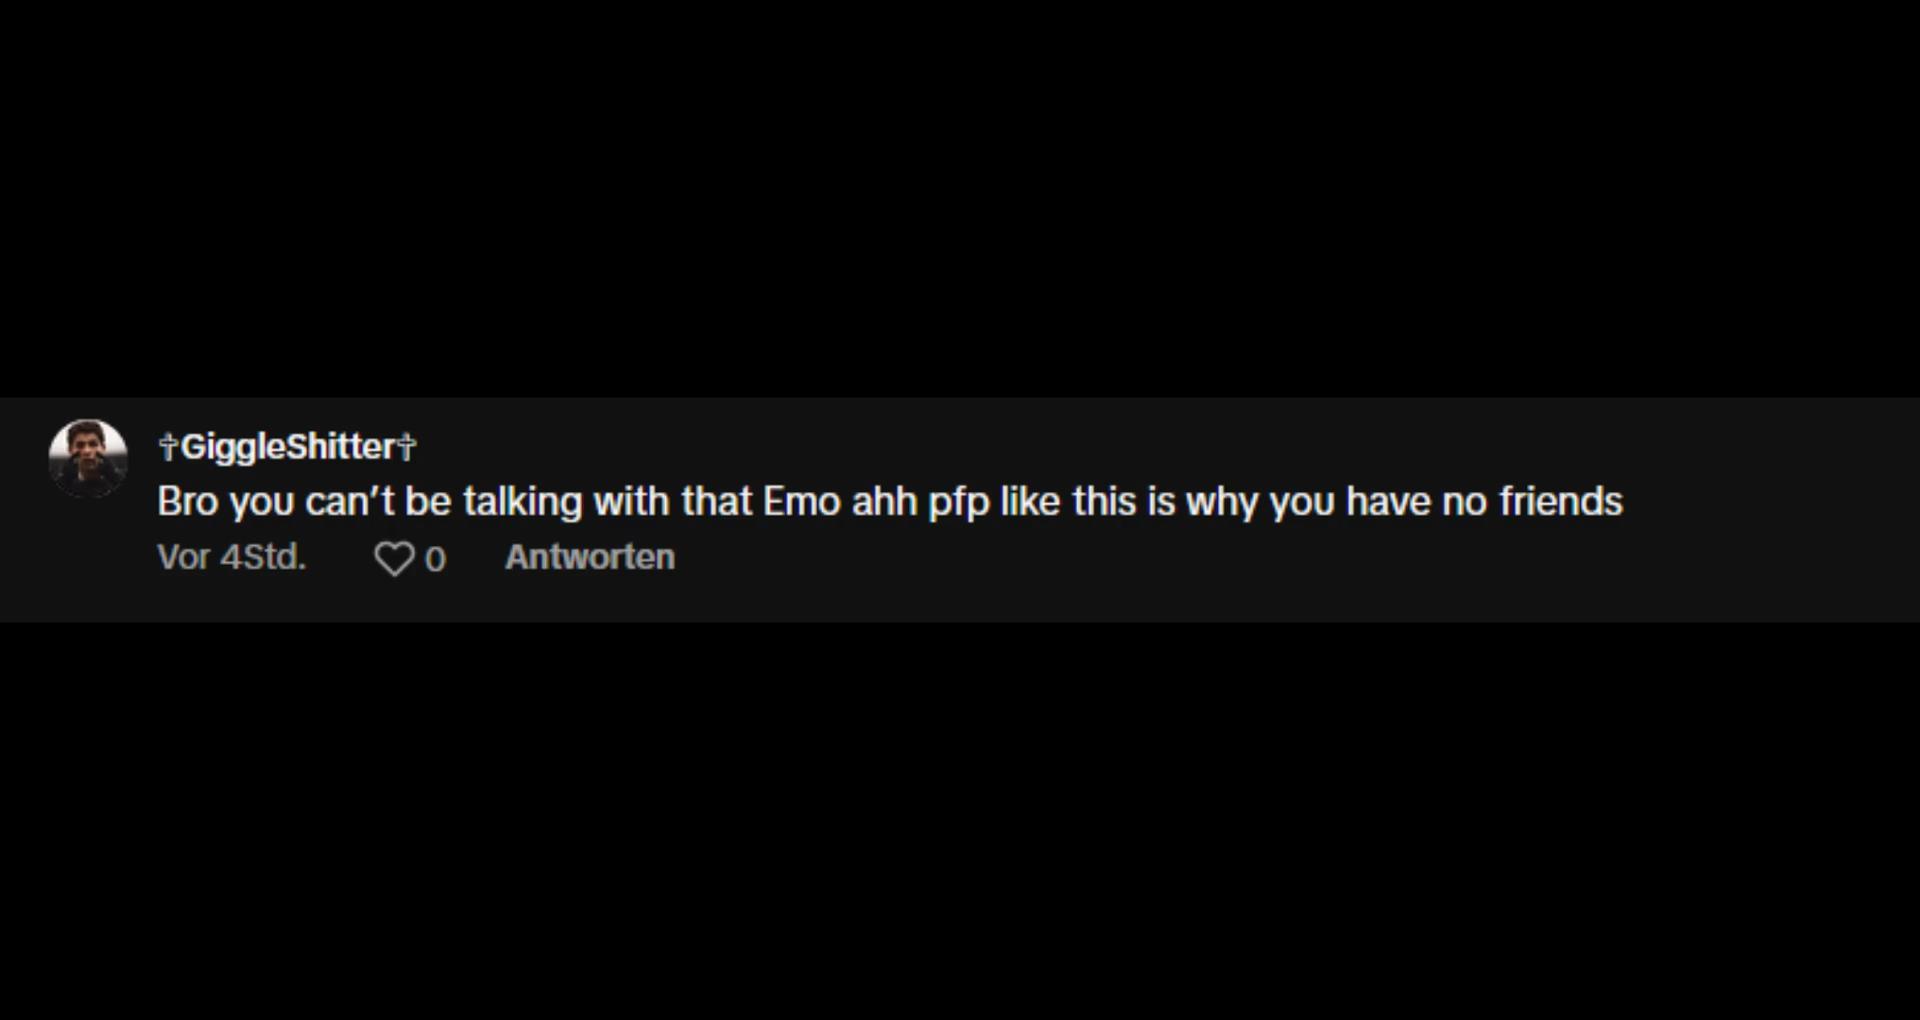 ✝GiggleShitter✝
Bro you can’t be talking with that Emo ahh pfp like this is why you have no friends
Vor 4Std. ♡ 0 Antworten